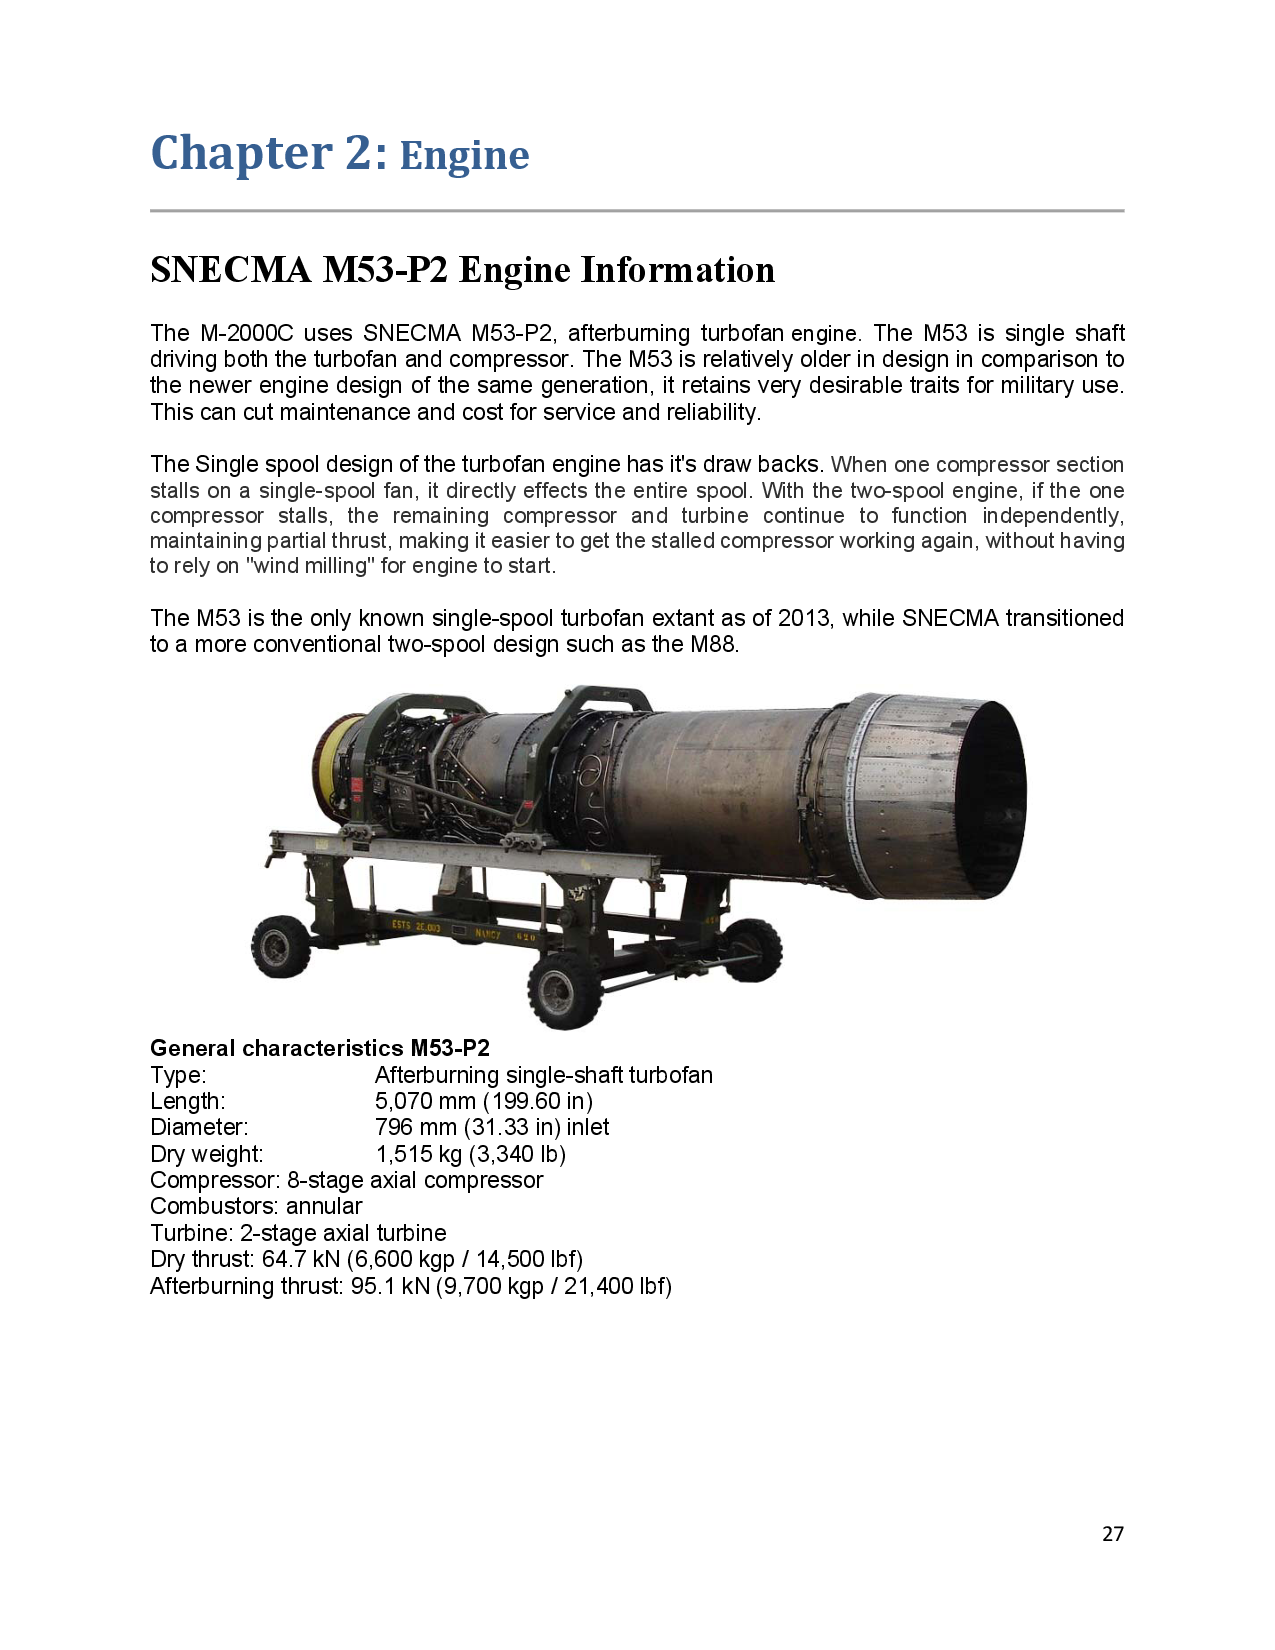 Chapter 2: Engine
SNECMA M53-P2 Engine Information
The M-2000C uses SNECMA M53-P2, afterburning turbofan engine. The M53 is single shaft
driving both the turbofan and compressor. The M53 is relatively older in design in comparison to
the newer engine design of the same generation, it retains very desirable traits for military use.
This can cut maintenance and cost for service and reliability.
The Single spool design of the turbofan engine has it's draw backs. When one compressor section
stalls on a single-spool fan, it directly effects the entire spool. With the two-spool engine, if the one
compressor stalls, the remaining compressor and turbine continue to function independently,
maintaining partial thrust, making it easier to get the stalled compressor working again, without having
to rely on "wind milling" for engine to start.
The M53 is the only known single-spool turbofan extant as of 2013, while SNECMA transitioned
to a more conventional two-spool design such as the M88.
ESTS 26.003 NANCY 620
General characteristics M53-P2
Type: Afterburning single-shaft turbofan
Length: 5,070 mm (199.60 in)
Diameter: 796 mm (31.33 in) inlet
Dry weight: 1,515 kg (3,340 lb)
Compressor: 8-stage axial compressor
Combustors: annular
Turbine: 2-stage axial turbine
Dry thrust: 64.7 kN (6,600 kgp / 14,500 lbf)
Afterburning thrust: 95.1 kN (9,700 kgp / 21,400 lbf)
27